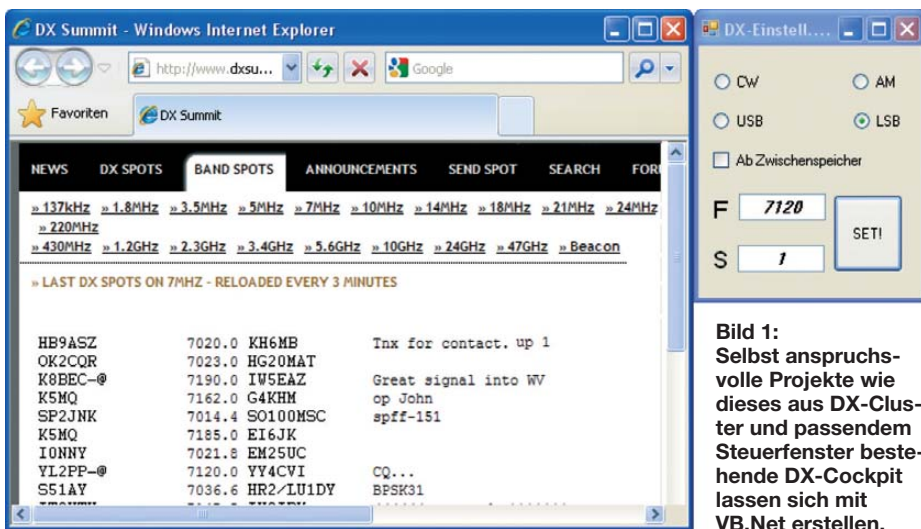 DX Summit - Windows Internet Explorer
http://www.dxsu...
Google
Favoriten
DX Summit
NEWS DX SPOTS BAND SPOTS ANNOUNCEMENTS SEND SPOT SEARCH
» 137kHz » 1.8MHz » 3.5MHz » 5MHz » 7MHz » 10MHz » 14MHz » 18MHz » 21MHz » 24MHz
» 220MHz
» 430MHz » 1.2GHz » 2.3GHz » 3.4GHz » 5.6GHz » 10GHz » 24GHz » 47GHz » Beacon
» LAST DX SPOTS ON 7MHZ - RELOADED EVERY 3 MINUTES
HB9ASZ 7020.0 KH6MB Tnx for contact. up 1
OK2CQR 7023.0 HG20MAT
K8BEC-@ 7190.0 IW5EAZ Great signal into WV
K5MQ 7162.0 G4KHM op John
SP2JNK 7014.4 SO100MSC spff-151
K5MQ 7185.0 EI6JK
I0NNY 7021.8 EM25UC
YL2PP-@ 7120.0 YY4CVI CQ...
S51AY 7036.6 HR2/LU1DY BPSK31
DX-Einstell....
CW AM
USB LSB
Ab Zwischenspeicher
F 7120
SET!
S 1
Bild 1:
Selbst anspruchs-
volle Projekte wie
dieses aus DX-Clus-
ter und passendem
Steuerfenster beste-
hende DX-Cockpit
lassen sich mit
VB.Net erstellen.